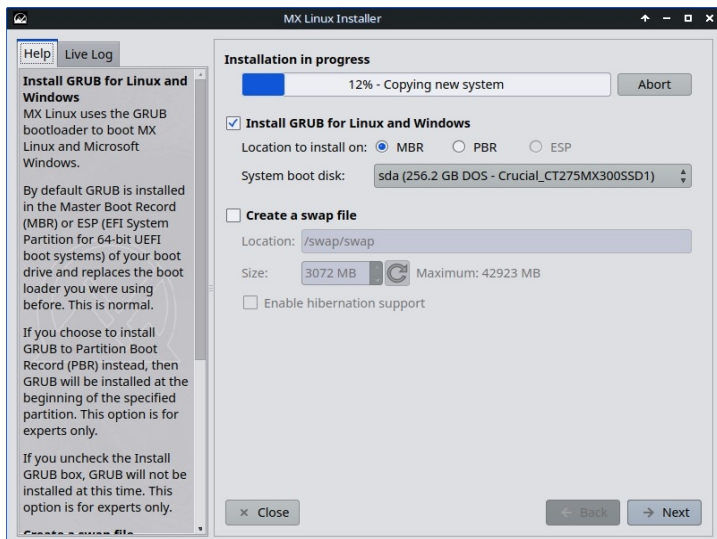 MX Linux Installer
Help
Live Log
Install GRUB for Linux and
Windows
MX Linux uses the GRUB
bootloader to boot MX
Linux and Microsoft
Windows.
By default GRUB is installed
in the Master Boot Record
(MBR) or ESP (EFI System
Partition for 64-bit UEFI
boot systems) of your boot
drive and replaces the boot
loader you were using
before. This is normal.
If you choose to install
GRUB to Partition Boot
Record (PBR) instead, then
GRUB will be installed at the
beginning of the specified
partition. This option is for
experts only.
If you uncheck the Install
GRUB box, GRUB will not be
installed at this time. This
option is for experts only.
Create a swap file
Installation in progress
12% - Copying new system
Abort
Install GRUB for Linux and Windows
Location to install on: MBR PBR ESP
System boot disk: sda (256.2 GB DOS - Crucial_CT275MX300SSD1)
Create a swap file
Location: /swap/swap
Size: 3072 MB Maximum: 42923 MB
Enable hibernation support
Close
Back
Next